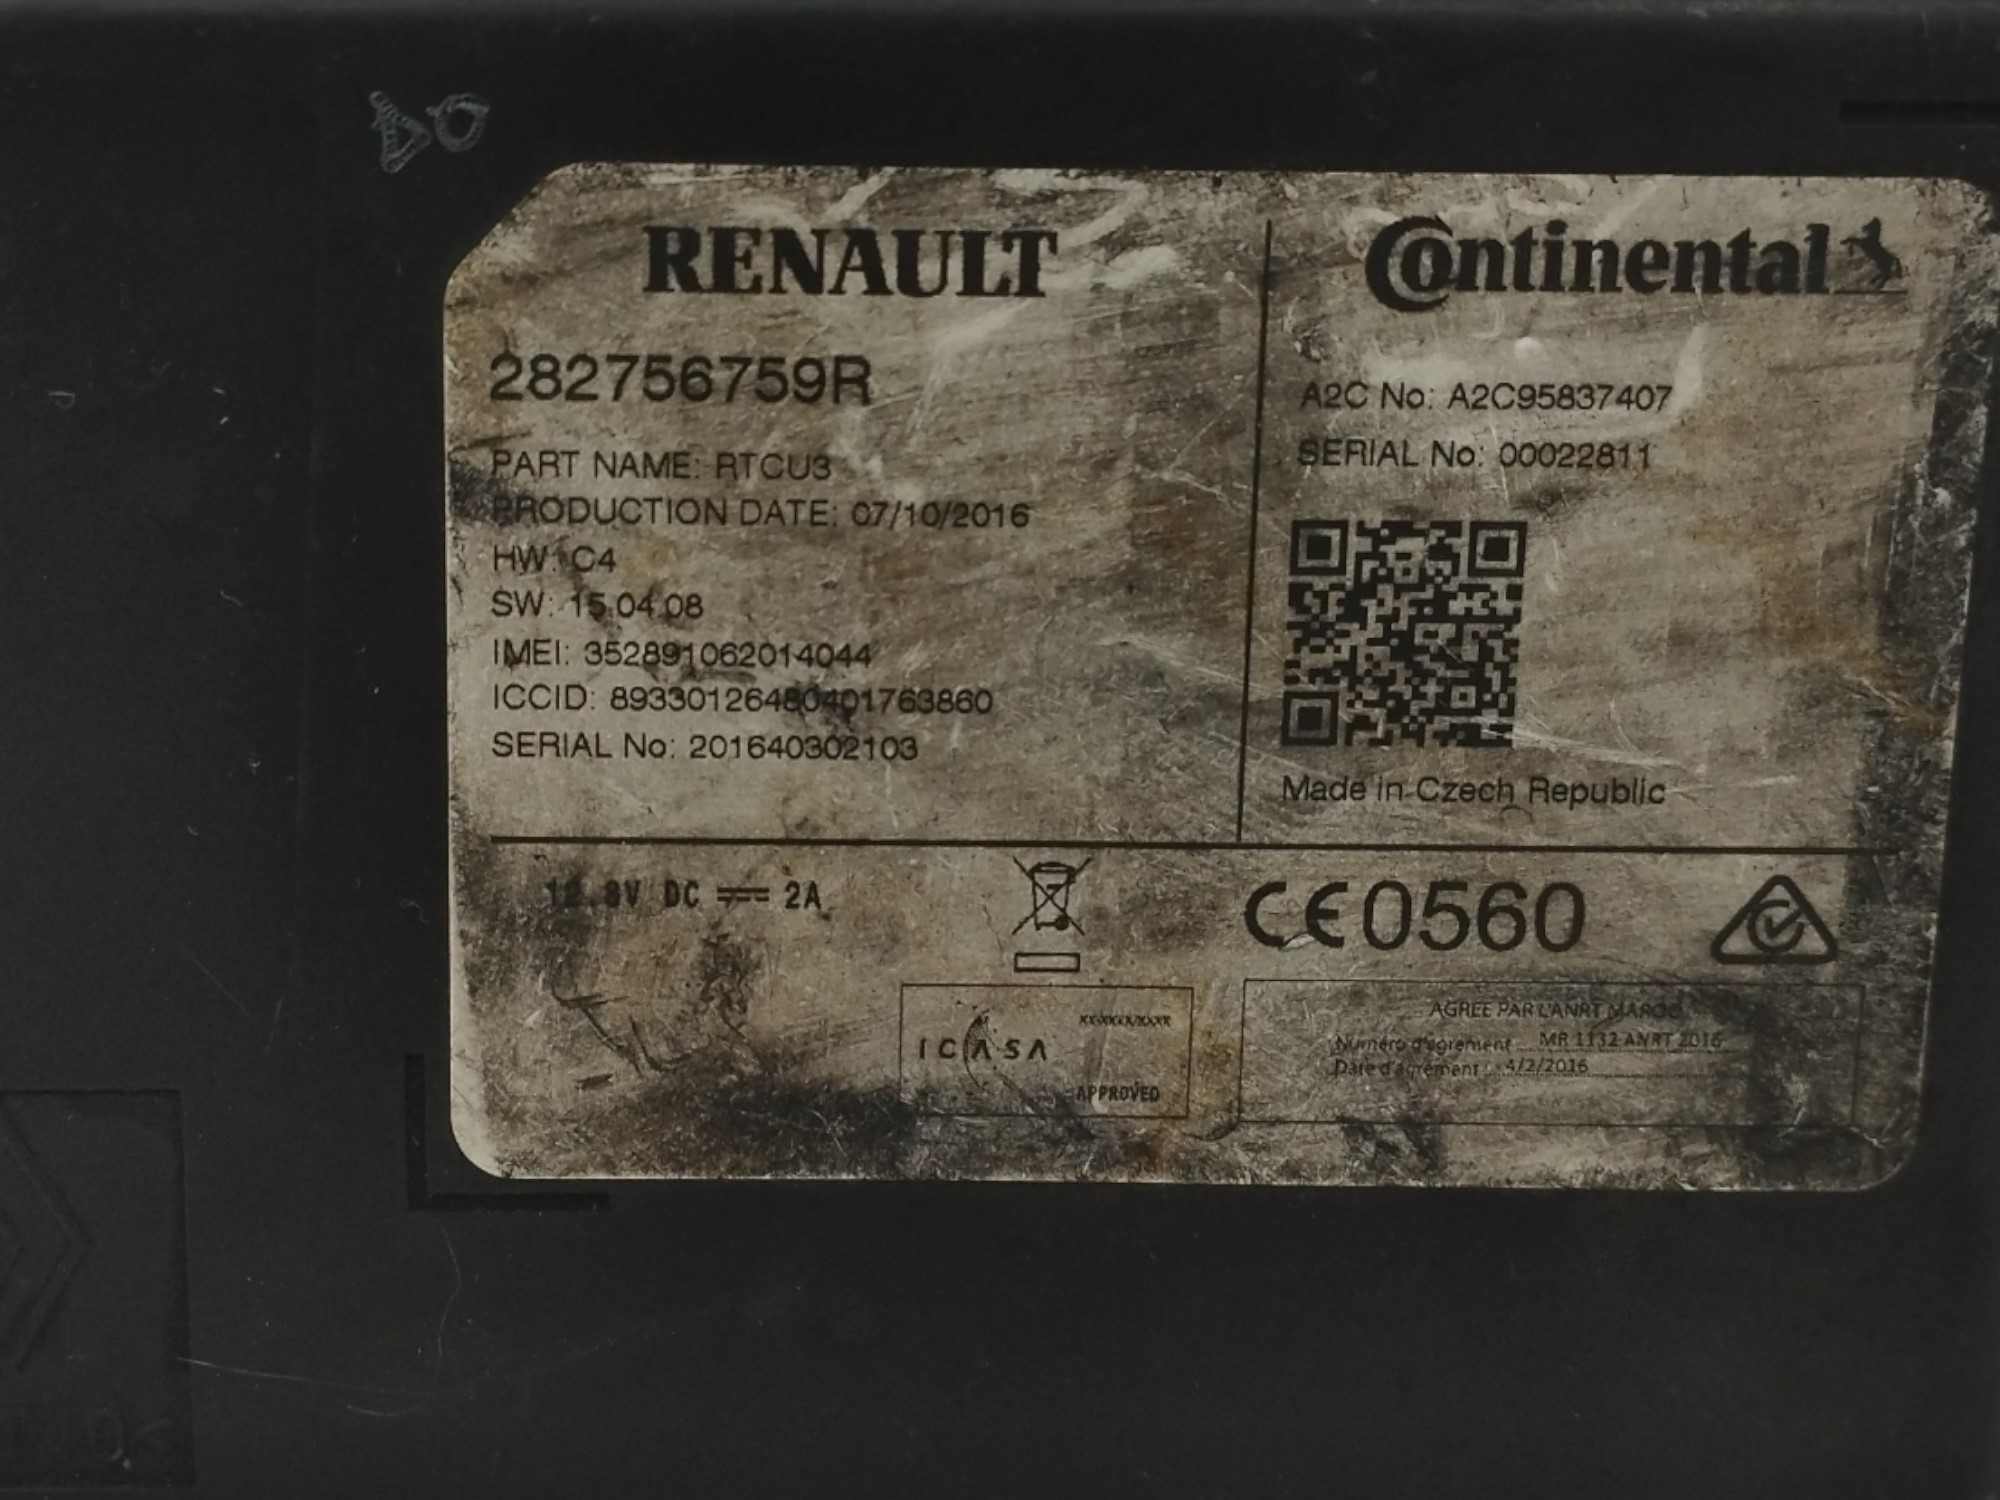 RENAULT
282756759R
PART NAME: RTCU3
PRODUCTION DATE: 07/10/2016
HW: C4
SW: 15.04.08
IMEI: 352891062014044
ICCID: 89330126480401763860
SERIAL No: 201640302103
Continental
A2C No: A2C95837407
SERIAL No: 00022811
Made in Czech Republic
DC 2A
CE0560
ICASA
APPROVED
AGREE PAR L'ANRT MAROC
Numéro d'agrement MR 1132 ANRT 2016
Date d'agrément 4/2/2016